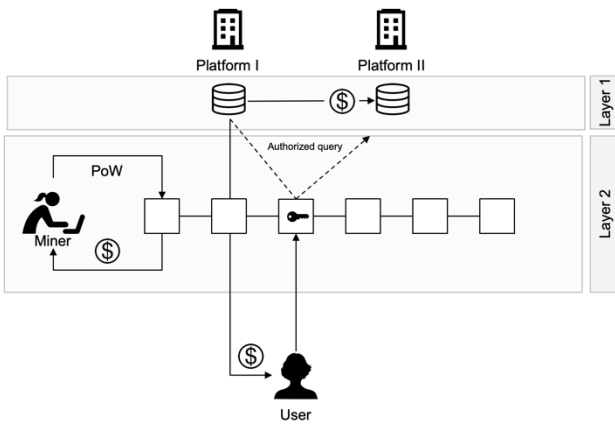 Platform I
Platform II
$
Layer 1
Authorized query
PoW
Miner
$
Layer 2
$
User